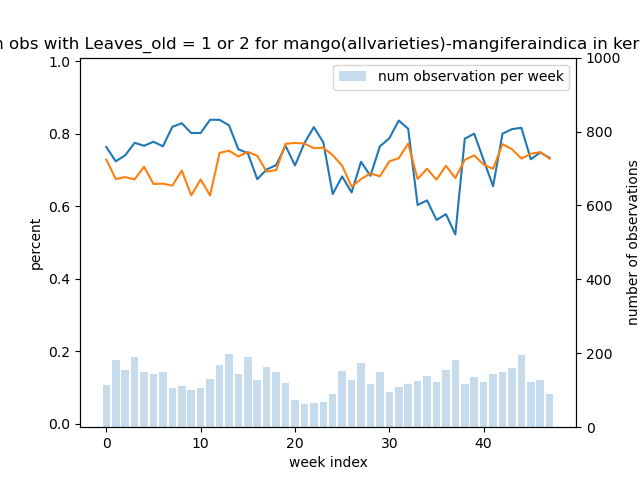 obs with Leaves_old = 1 or 2 for mango(allvarieties)-mangiferaindica in
num observation per week
1.0
0.8
0.6
0.4
0.2
0.0
percent
1000
800
600
400
200
0
number of observations
0 10 20 30 40
week index